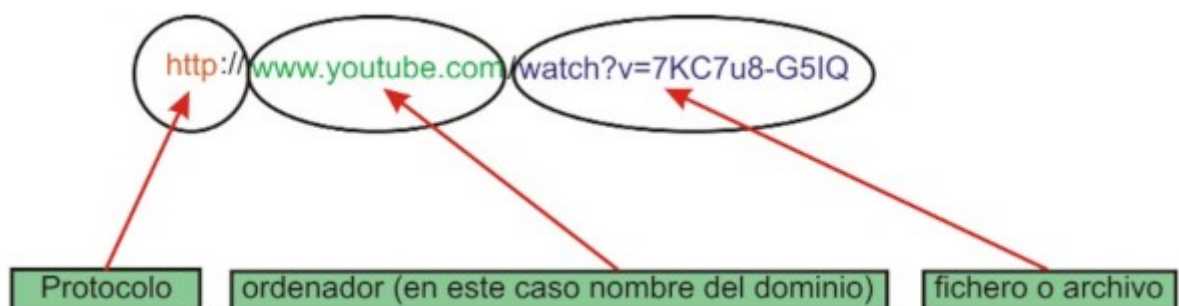 http://www.youtube.com/watch?v=7KC7u8-G5IQ
Protocolo
ordenador (en este caso nombre del dominio)
fichero o archivo